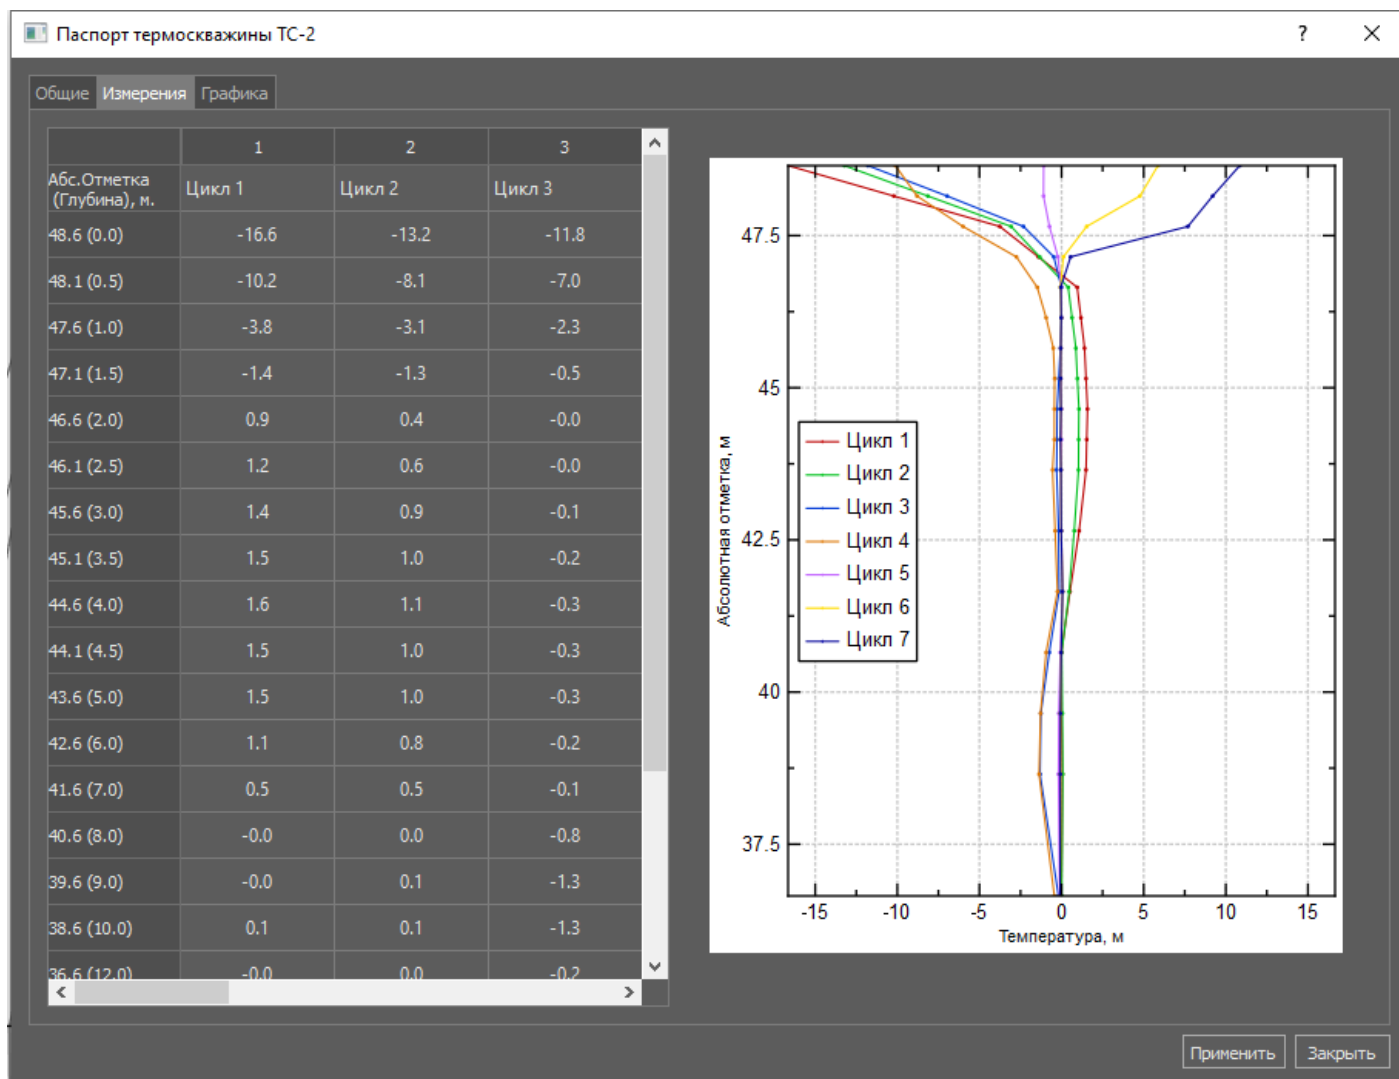 Паспорт термоскважины ТС-2
?
Общие Измерения Графика
1 2 3
Абс.Отметка
(Глубина), м.
Цикл 1 Цикл 2 Цикл 3
48.6 (0.0) -16.6 -13.2 -11.8
48.1 (0.5) -10.2 -8.1 -7.0
47.6 (1.0) -3.8 -3.1 -2.3
47.1 (1.5) -1.4 -1.3 -0.5
46.6 (2.0) 0.9 0.4 -0.0
46.1 (2.5) 1.2 0.6 -0.0
45.6 (3.0) 1.4 0.9 -0.1
45.1 (3.5) 1.5 1.0 -0.2
44.6 (4.0) 1.6 1.1 -0.3
44.1 (4.5) 1.5 1.0 -0.3
43.6 (5.0) 1.5 1.0 -0.3
42.6 (6.0) 1.1 0.8 -0.2
41.6 (7.0) 0.5 0.5 -0.1
40.6 (8.0) -0.0 0.0 -0.8
39.6 (9.0) -0.0 0.1 -1.3
38.6 (10.0) 0.1 0.1 -1.3
36.6 (12.0) -0.0 0.0 -0.2
Абсолютная отметка, м
47.5
45
42.5
40
37.5
Цикл 1
Цикл 2
Цикл 3
Цикл 4
Цикл 5
Цикл 6
Цикл 7
-15 -10 -5 0 5 10 15
Температура, м
Применить Закрыть